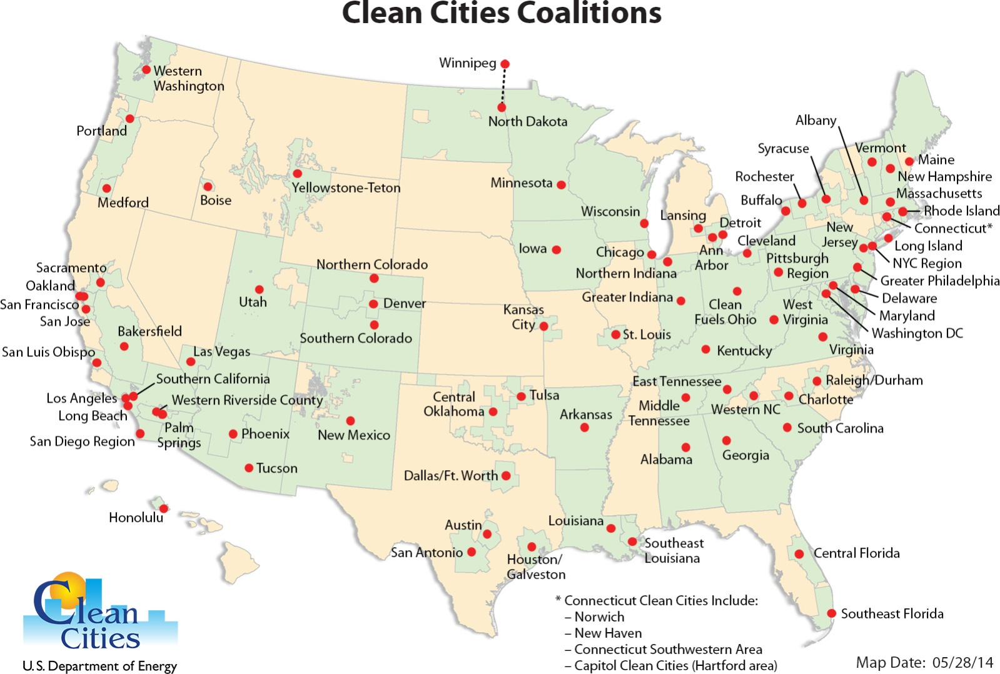 Clean Cities Coalitions
Winnipeg
Western
Washington
North Dakota
Portland
Albany
Syracuse
Vermont
Maine
Rochester
New Hampshire
Minnesota
Yellowstone-Teton
Massachusetts
Medford
Boise
Buffalo
Wisconsin
Rhode Island
Lansing
Detroit
New
Jersey
Connecticut*
Cleveland
Long Island
Iowa
Chicago
Ann
Arbor
Pittsburgh
Region
NYC Region
Northern Colorado
Sacramento
Northern Indiana
Greater Philadelphia
Oakland
Utah
Denver
Greater Indiana
Delaware
San Francisco
Clean
Fuels Ohio
West
Virginia
Maryland
San Jose
Kansas
City
Bakersfield
Southern Colorado
St. Louis
Washington DC
San Luis Obispo
Las Vegas
Kentucky
Virginia
Southern California
East Tennessee
Raleigh/Durham
Los Angeles
Western Riverside County
Central
Oklahoma
Tulsa
Middle
Tennessee
Charlotte
Long Beach
Arkansas
Western NC
Palm
Springs
Phoenix
New Mexico
South Carolina
San Diego Region
Alabama
Georgia
Tucson
Dallas/Ft. Worth
Honolulu
Austin
Louisiana
San Antonio
Houston/
Galveston
Southeast
Louisiana
Central Florida
Southeast Florida
* Connecticut Clean Cities Include:
– Norwich
– New Haven
– Connecticut Southwestern Area
– Capitol Clean Cities (Hartford area)
Clean
Cities
U.S. Department of Energy
Map Date: 05/28/14